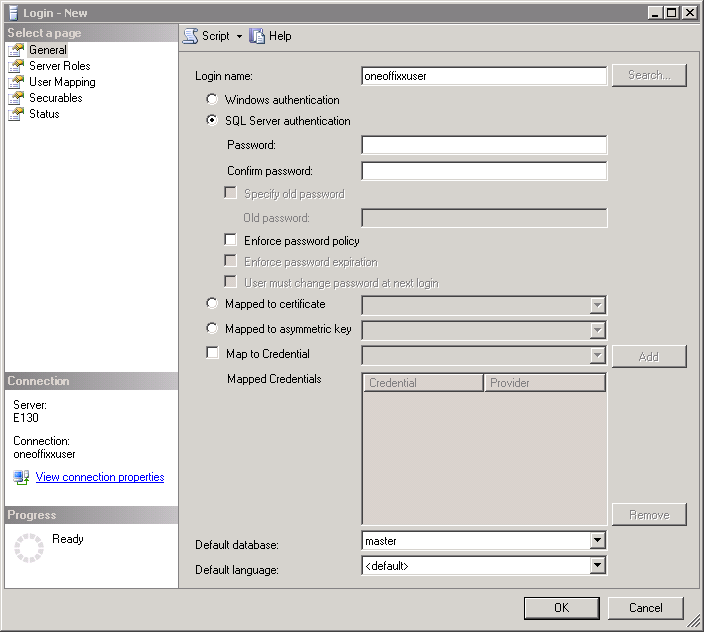 Login - New
Select a page
General
Server Roles
User Mapping
Securables
Status
Script
Help
Login name:
oneoffixxuser
Search...
Windows authentication
SQL Server authentication
Password:
Confirm password:
Specify old password
Old password:
Enforce password policy
Enforce password expiration
User must change password at next login
Mapped to certificate
Mapped to asymmetric key
Map to Credential
Add
Mapped Credentials
Credential
Provider
Remove
Default database:
master
Default language:
<default>
Connection
Server:
E130
Connection:
oneoffixxuser
View connection properties
Progress
Ready
OK
Cancel